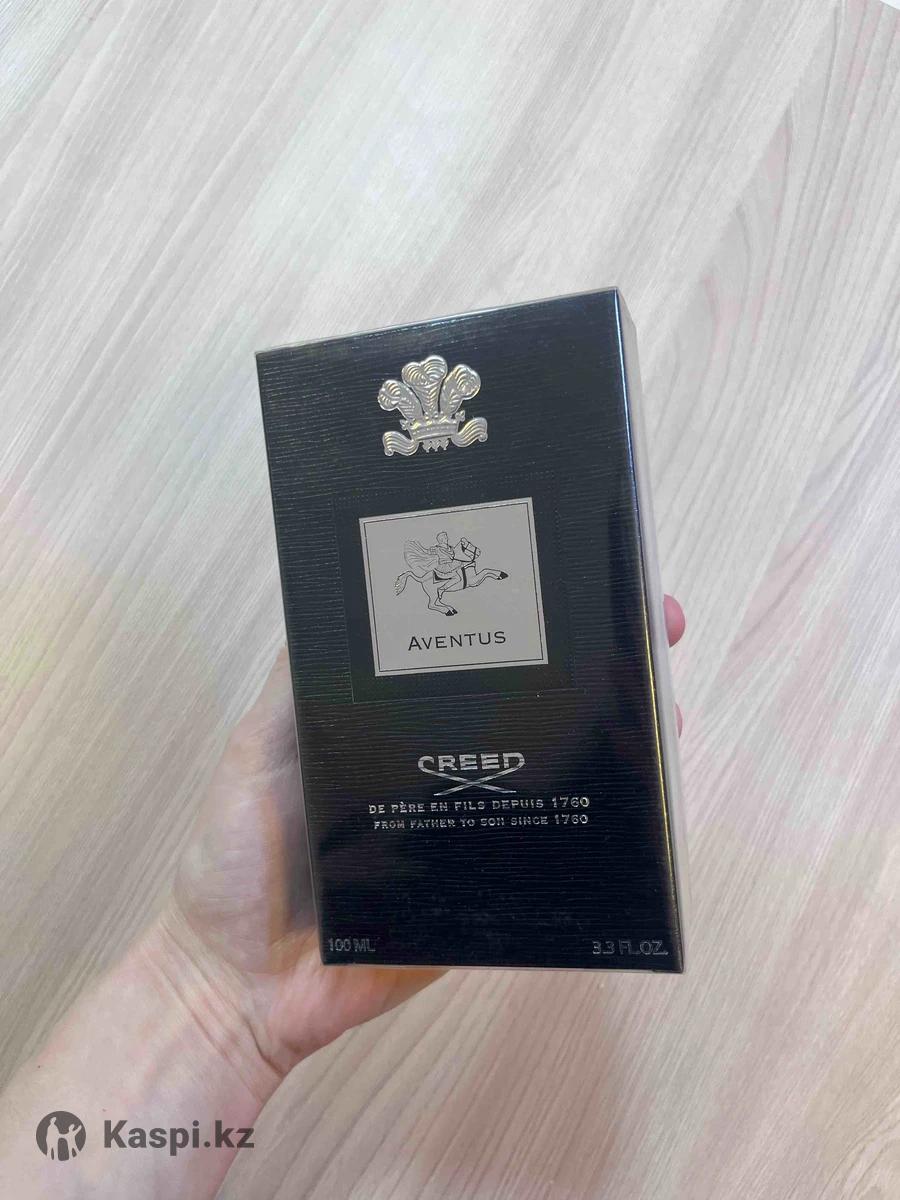 AVENTUS
CREED
DE PÈRE EN FILS DEPUIS 1760
FROM FATHER TO SON SINCE 1760
100 ML
3.3 FL.OZ.
Kaspi.kz